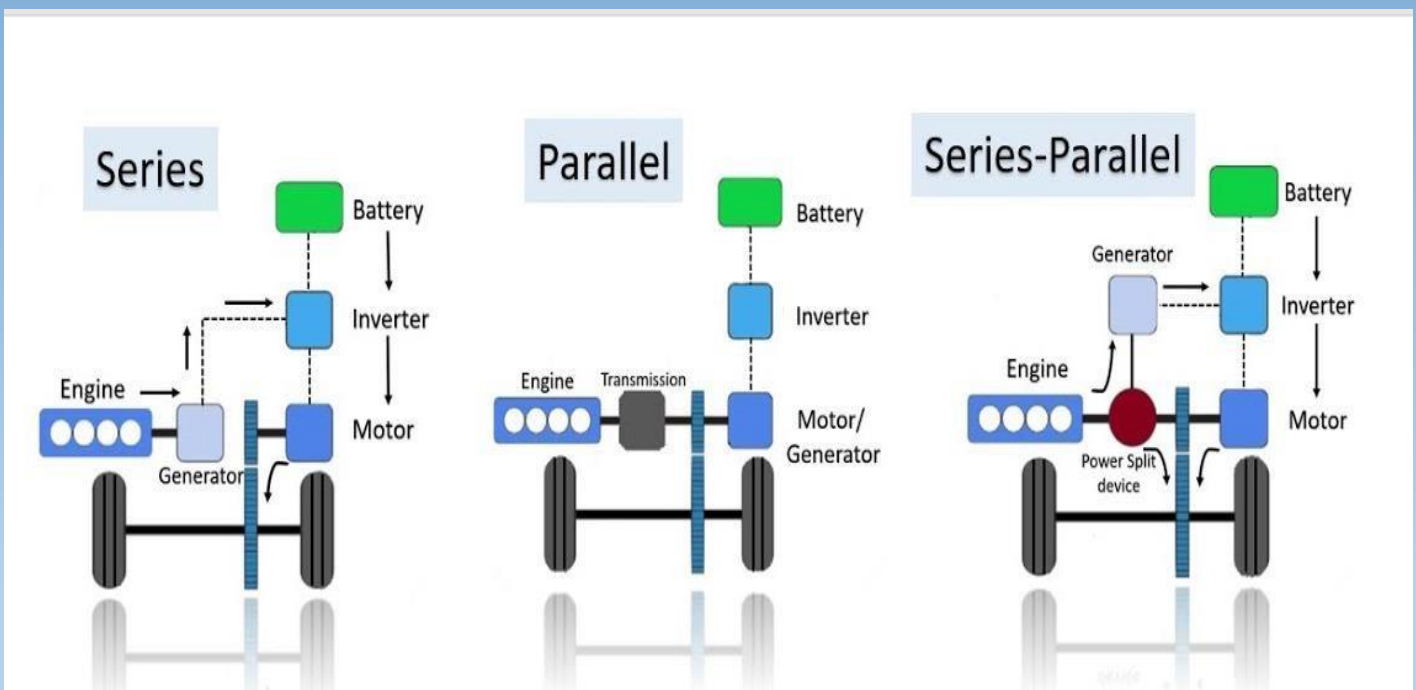 Series
Battery
Inverter
Engine
Motor
Generator
Parallel
Battery
Inverter
Engine
Transmission
Motor/
Generator
Series-Parallel
Battery
Generator
Inverter
Engine
Motor
Power Split
device